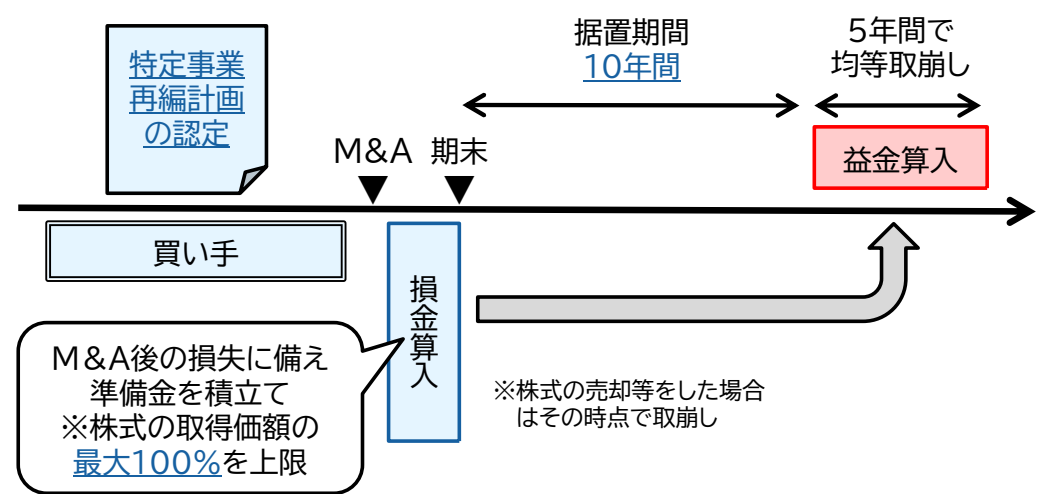 特定事業
再編計画
の認定
M&A
期末
据置期間
10年間
5年間で
均等取崩し
益金算入
買い手
損金算入
M&A後の損失に備え
準備金を積立て
※株式の取得価額の
最大100%を上限
※株式の売却等をした場合
はその時点で取崩し